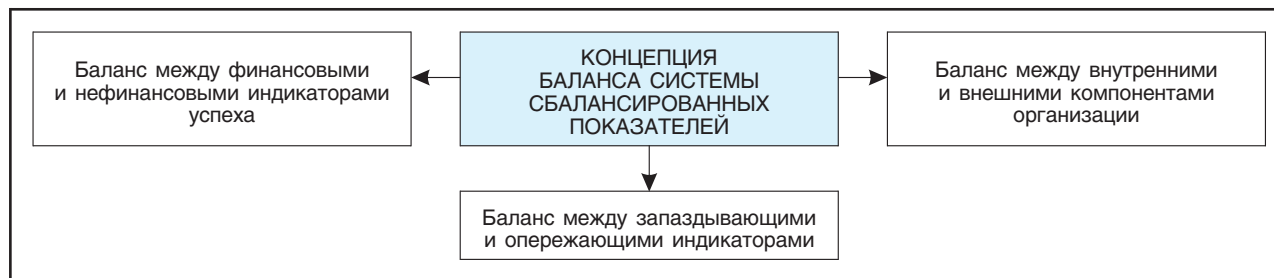 Баланс между финансовыми
и нефинансовыми индикаторами
успеха
КОНЦЕПЦИЯ
БАЛАНСА СИСТЕМЫ
СБАЛАНСИРОВАННЫХ
ПОКАЗАТЕЛЕЙ
Баланс между внутренними
и внешними компонентами
организации
Баланс между запаздывающими
и опережающими индикаторами